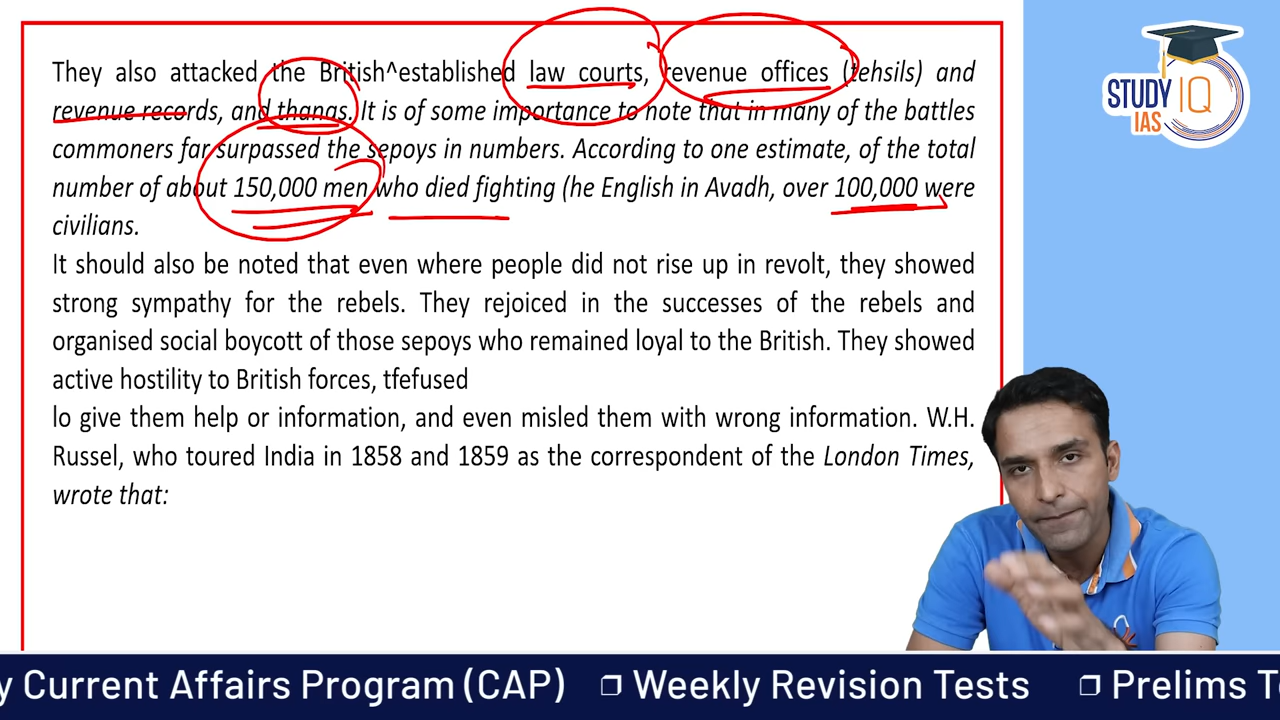 They also attacked the British^established law courts, revenue offices (tehsils) and
revenue records, and thanas. It is of some importance to note that in many of the battles
commoners far surpassed the sepoys in numbers. According to one estimate, of the total
number of about 150,000 men who died fighting (he English in Avadh, over 100,000 were
civilians.
It should also be noted that even where people did not rise up in revolt, they showed
strong sympathy for the rebels. They rejoiced in the successes of the rebels and
organised social boycott of those sepoys who remained loyal to the British. They showed
active hostility to British forces, tfefused
lo give them help or information, and even misled them with wrong information. W.H.
Russel, who toured India in 1858 and 1859 as the correspondent of the London Times,
wrote that:
STUDY IQ
IAS
y Current Affairs Program (CAP) ❐ Weekly Revision Tests ❐ Prelims T